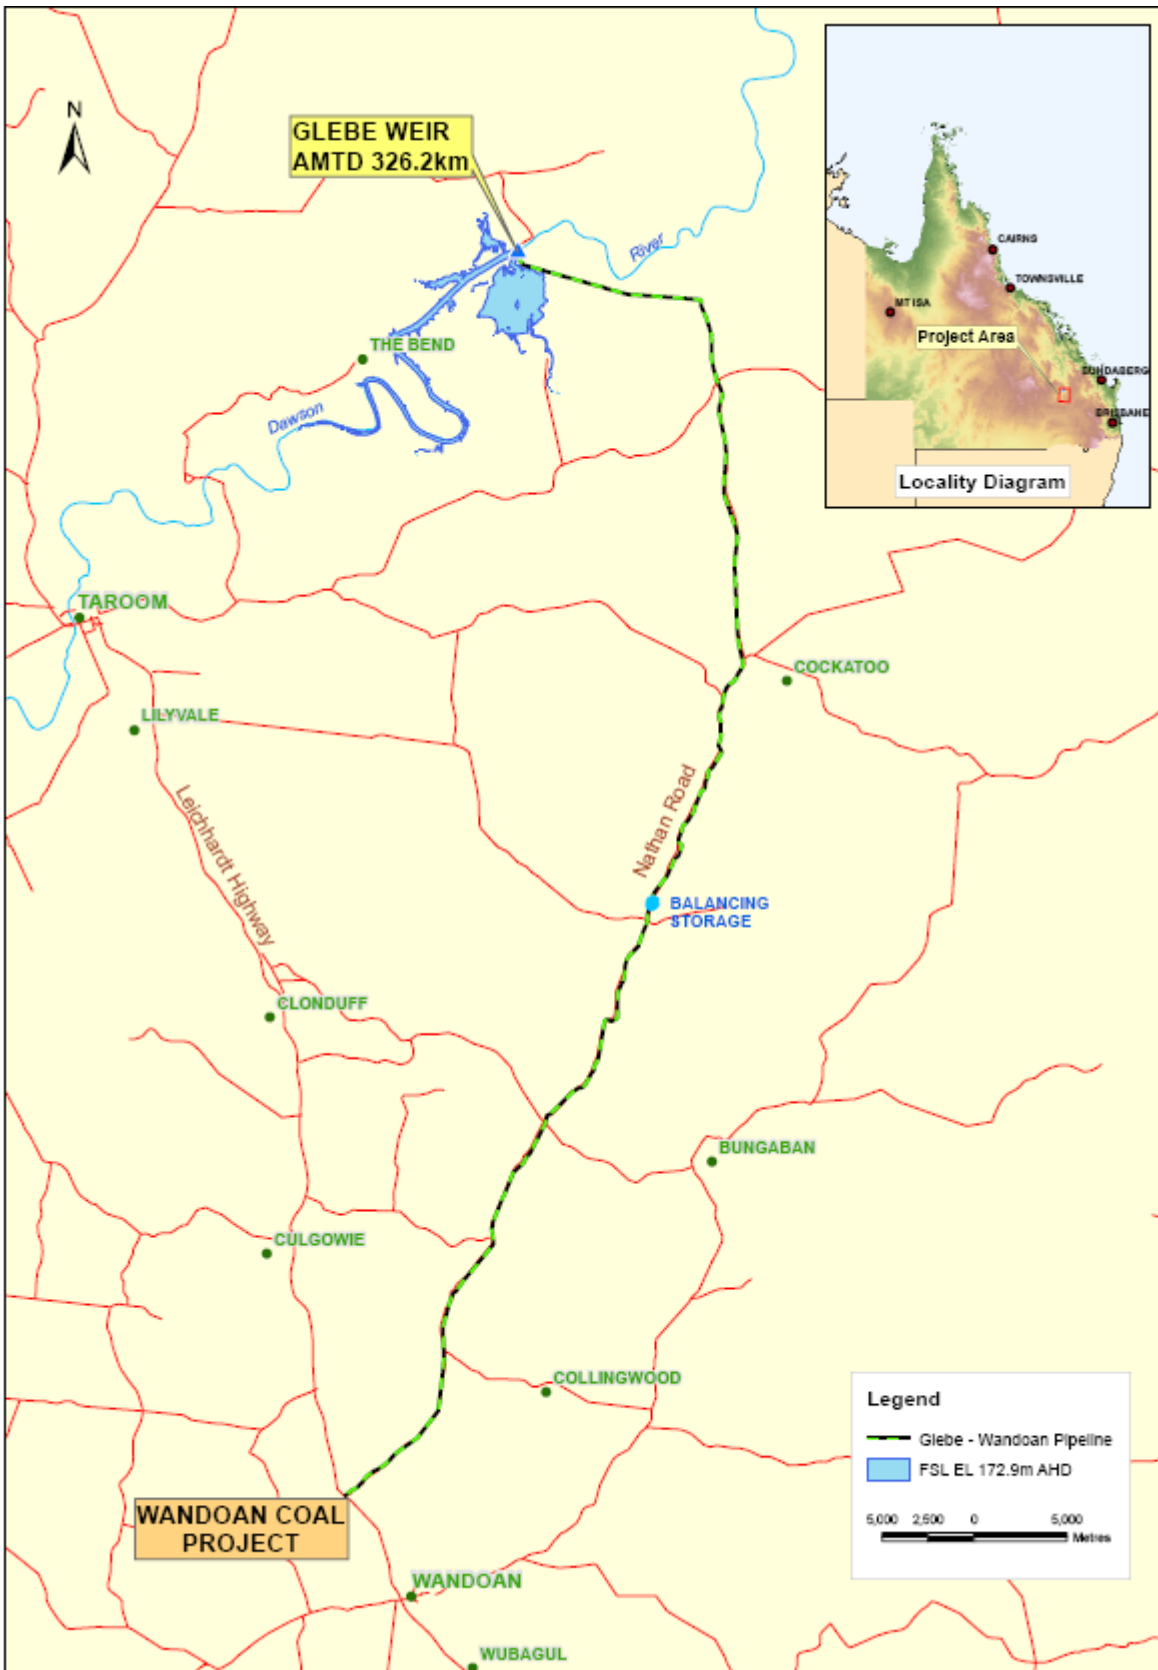 N
GLEBE WEIR
AMTD 326.2km
River
THE BEND
Dawson
CAIRNS
TOWNSVILLE
MT ISA
Project Area
BUNDABERG
BRISBANE
Locality Diagram
TAROOM
COCKATOO
LILYVALE
Leichhardt Highway
Nathan Road
BALANCING
STORAGE
CLONDUFF
BUNGABAN
CULGOWIE
COLLINGWOOD
WANDOAN COAL
PROJECT
WANDOAN
WUBAGUL
Legend
Glebe - Wandoan Pipeline
FSL EL 172.9m AHD
5,000 2,500 0 5,000
Metres